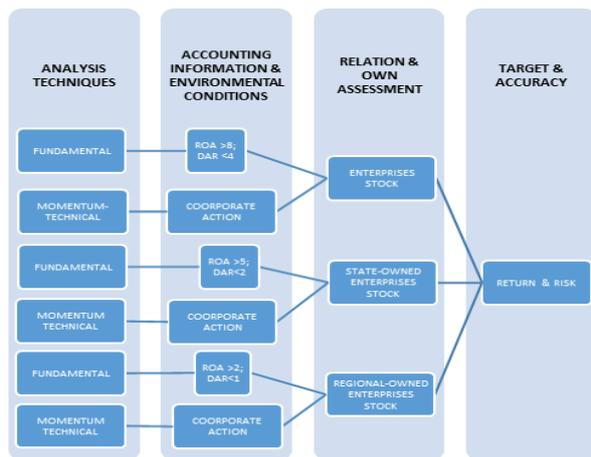 ANALYSIS
TECHNIQUES
ACCOUNTING
INFORMATION &
ENVIRONMENTAL
CONDITIONS
RELATION &
OWN
ASSESSMENT
TARGET &
ACCURACY
FUNDAMENTAL
ROA >8;
DAR <4
MOMENTUM-
TECHNICAL
COORPORATE
ACTION
ENTERPRISES
STOCK
FUNDAMENTAL
ROA >5;
DAR<2
MOMENTUM
TECHNICAL
COORPORATE
ACTION
STATE-OWNED
ENTERPRISES
STOCK
RETURN & RISK
FUNDAMENTAL
ROA >2;
DAR<1
MOMENTUM
TECHNICAL
COORPORATE
ACTION
REGIONAL-OWNED
ENTERPRISES
STOCK